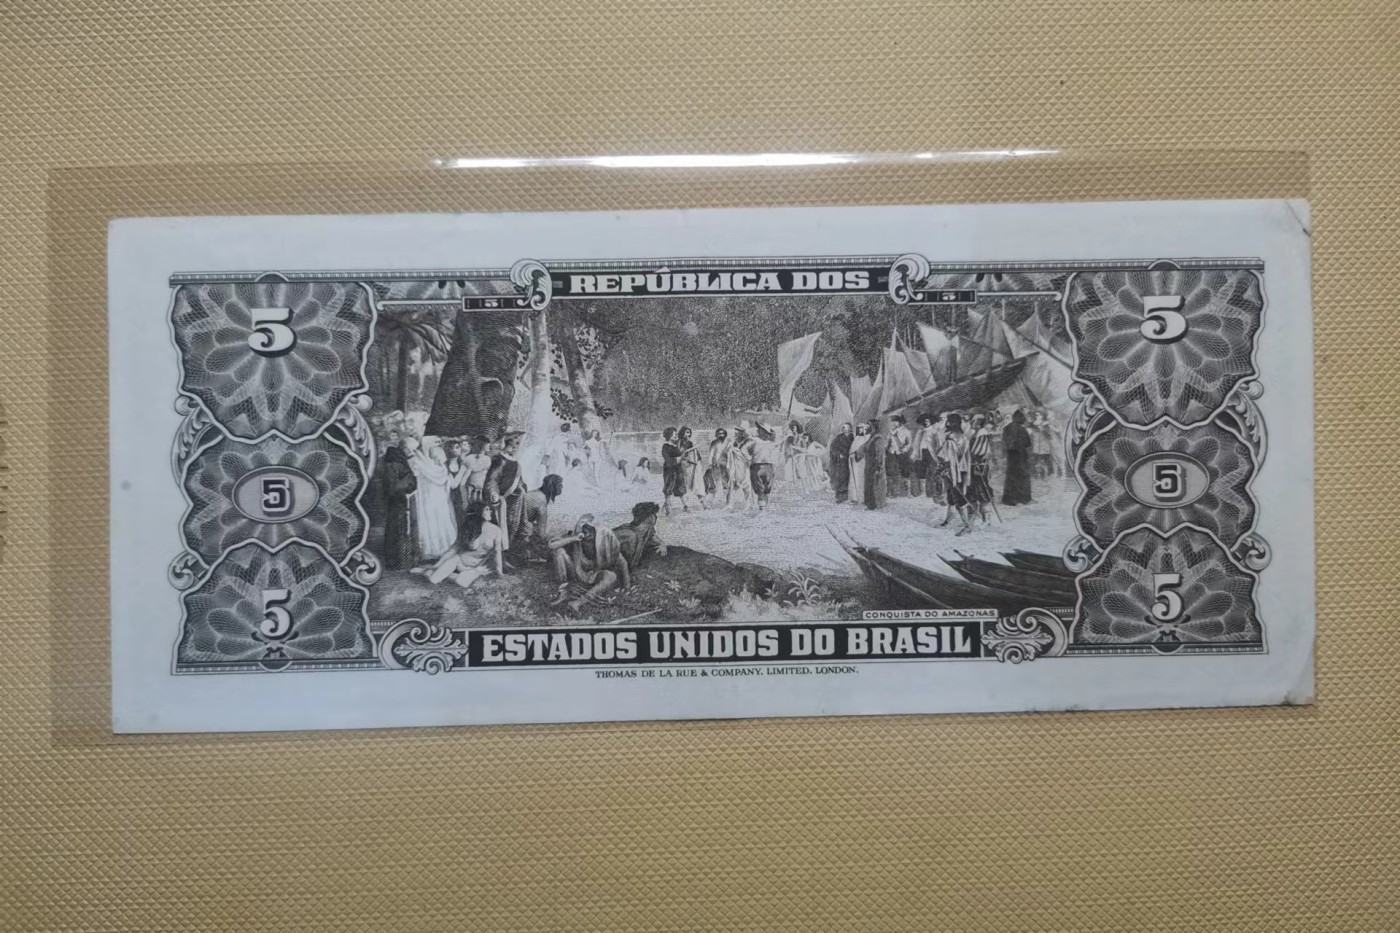 REPÚBLICA DOS
5 5
5 5
5 5
5 5
CONQUISTA DO AMAZONAS
ESTADOS UNIDOS DO BRASIL
THOMAS DE LA RUE & COMPANY, LIMITED, LONDON.